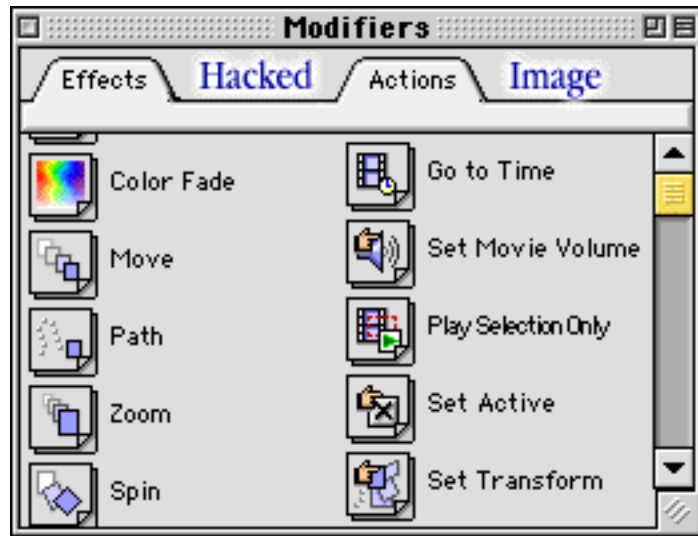 Modifiers
Effects Hacked Actions Image
Color Fade
Go to Time
Move
Set Movie Volume
Path
Play Selection Only
Zoom
Set Active
Spin
Set Transform